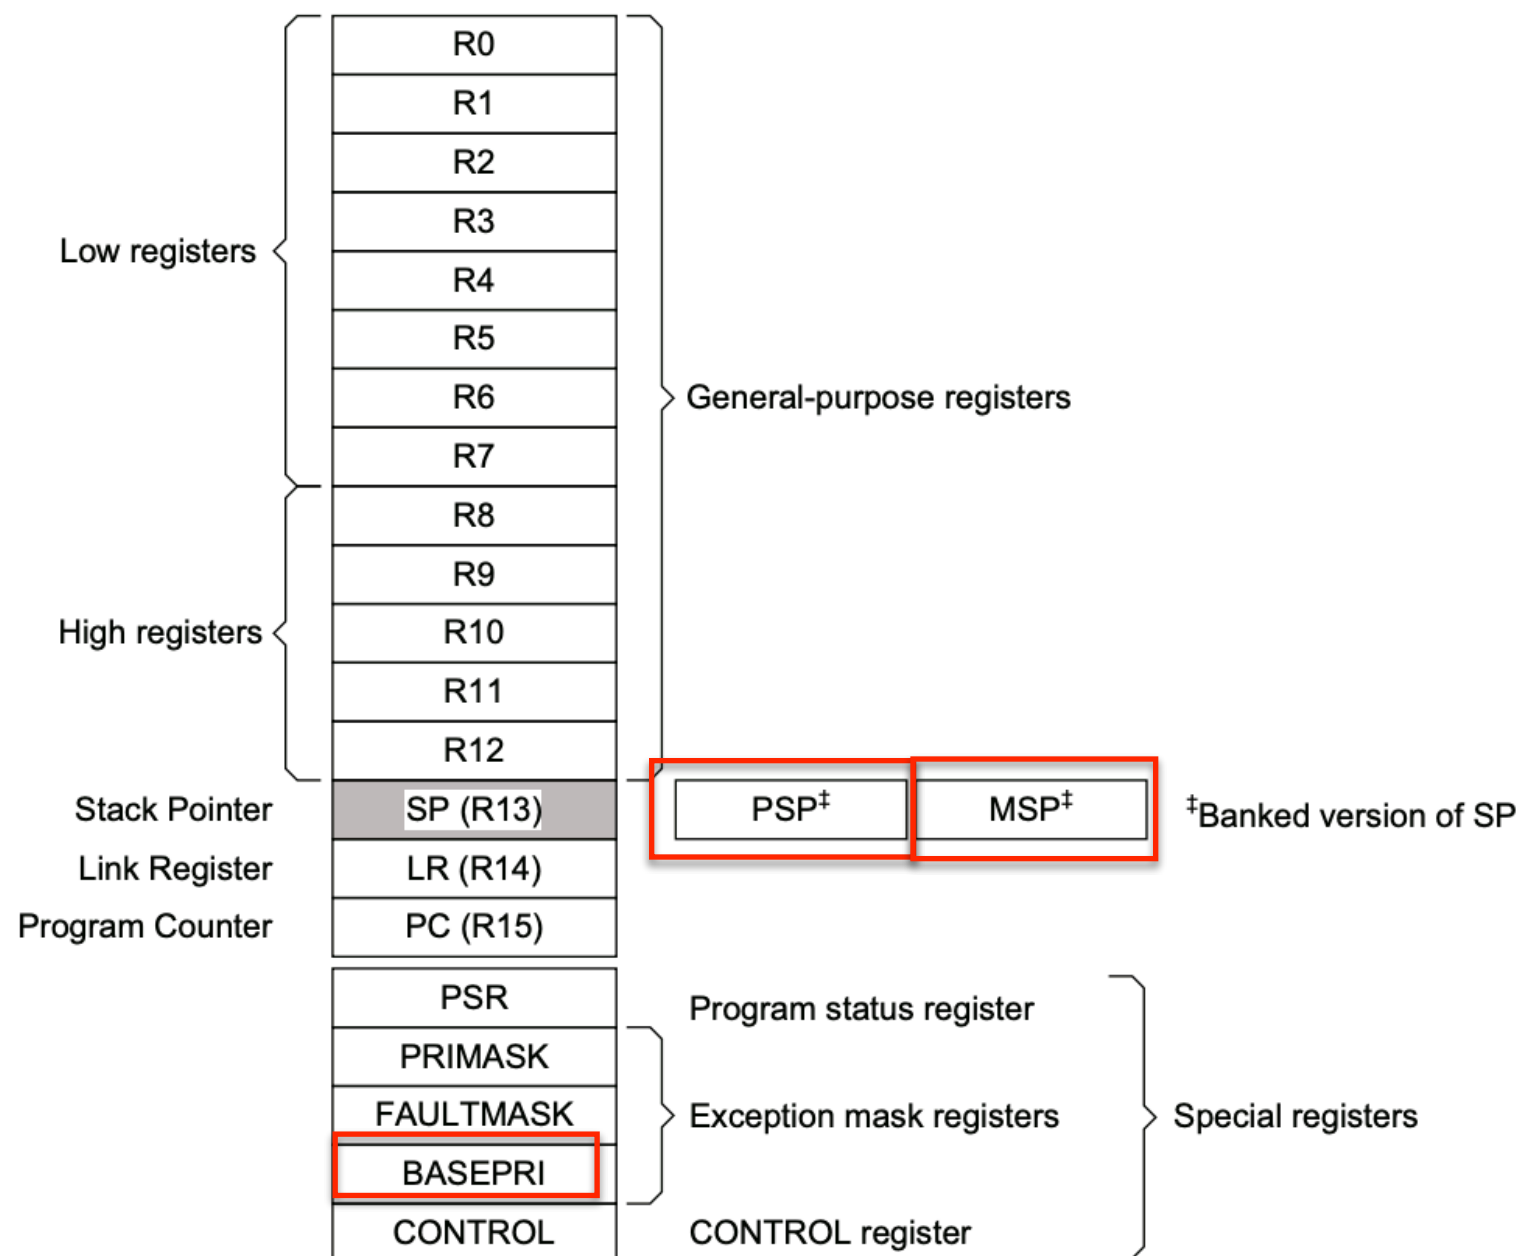 R0
R1
R2
R3
Low registers
R4
R5
R6
General-purpose registers
R7
R8
R9
High registers
R10
R11
R12
Stack Pointer SP (R13) PSP‡ MSP‡ ‡Banked version of SP
Link Register LR (R14)
Program Counter PC (R15)
PSR Program status register
PRIMASK
FAULTMASK Exception mask registers Special registers
BASEPRI
CONTROL CONTROL register